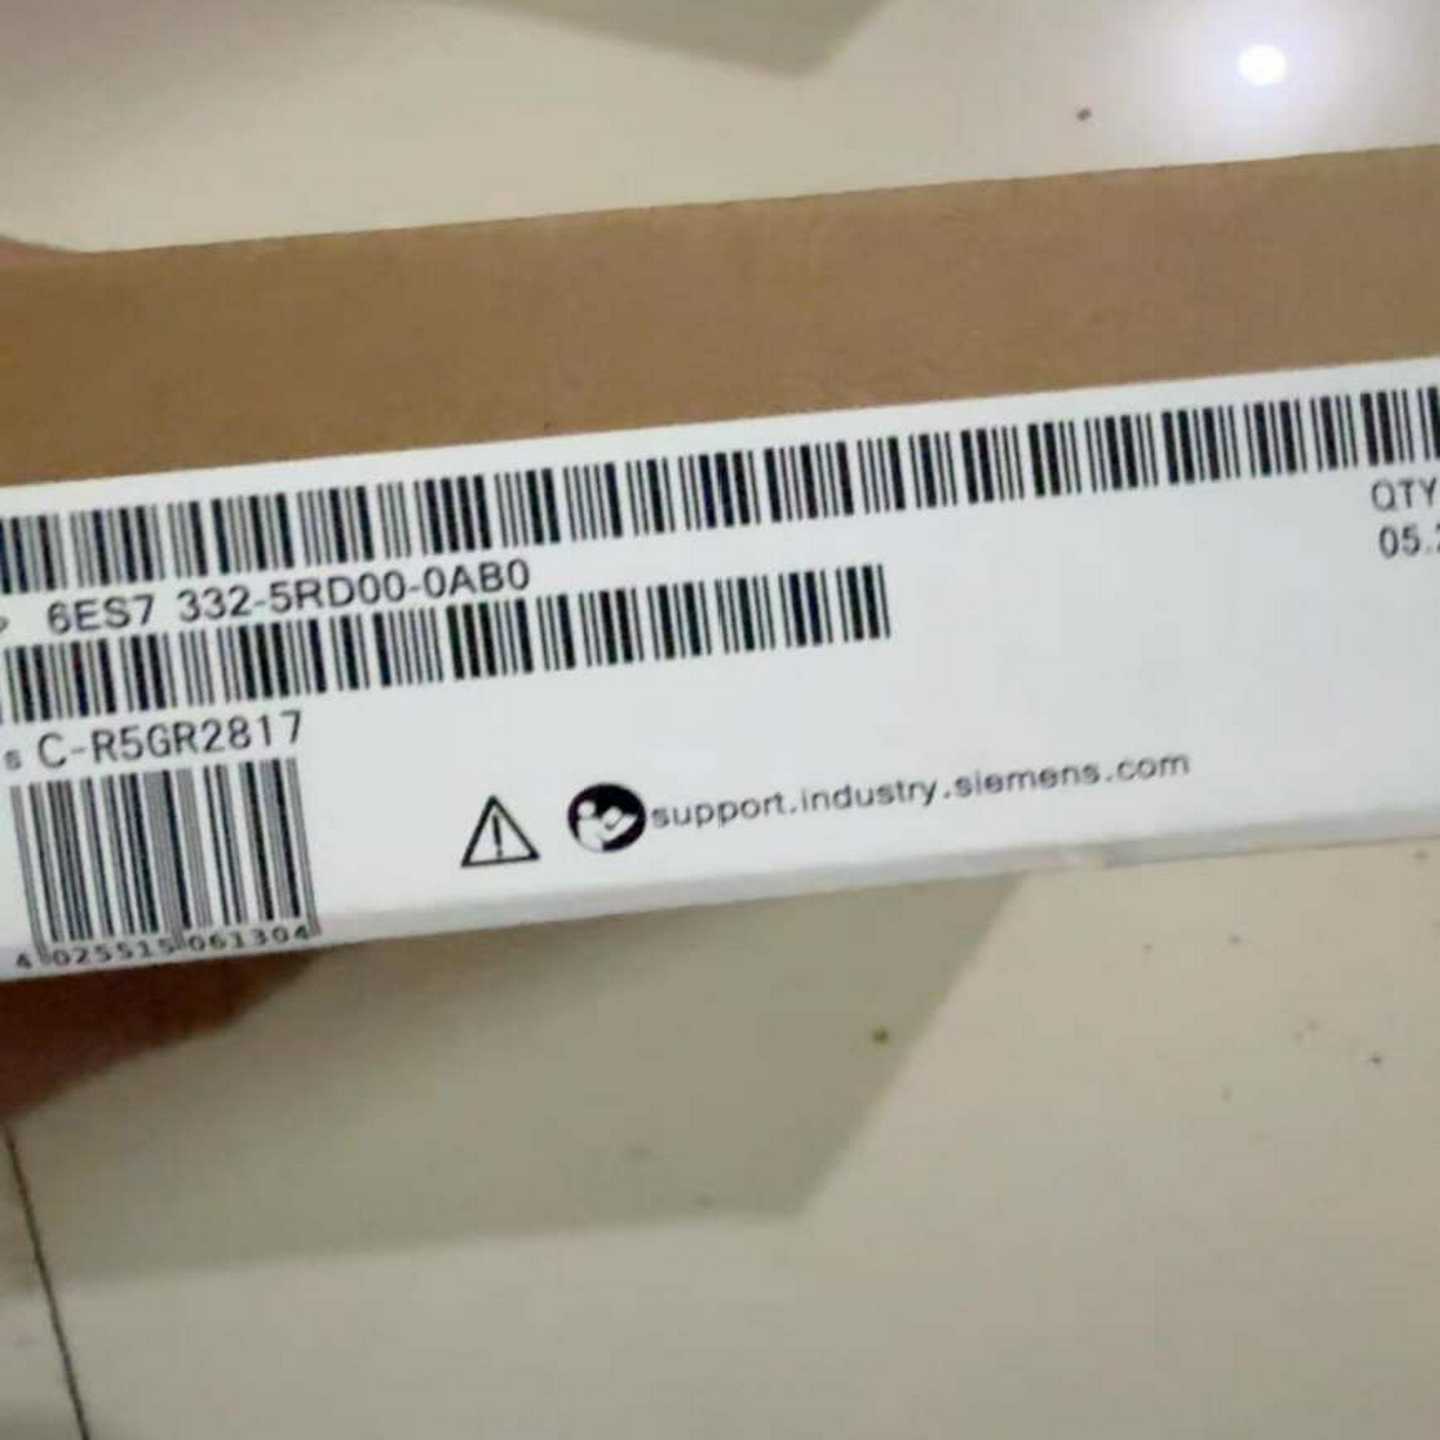 QTY
6ES7 332-5RD00-0AB0
05.
s C-R5GR2817
support.industry.siemens.com
4 025515 061304